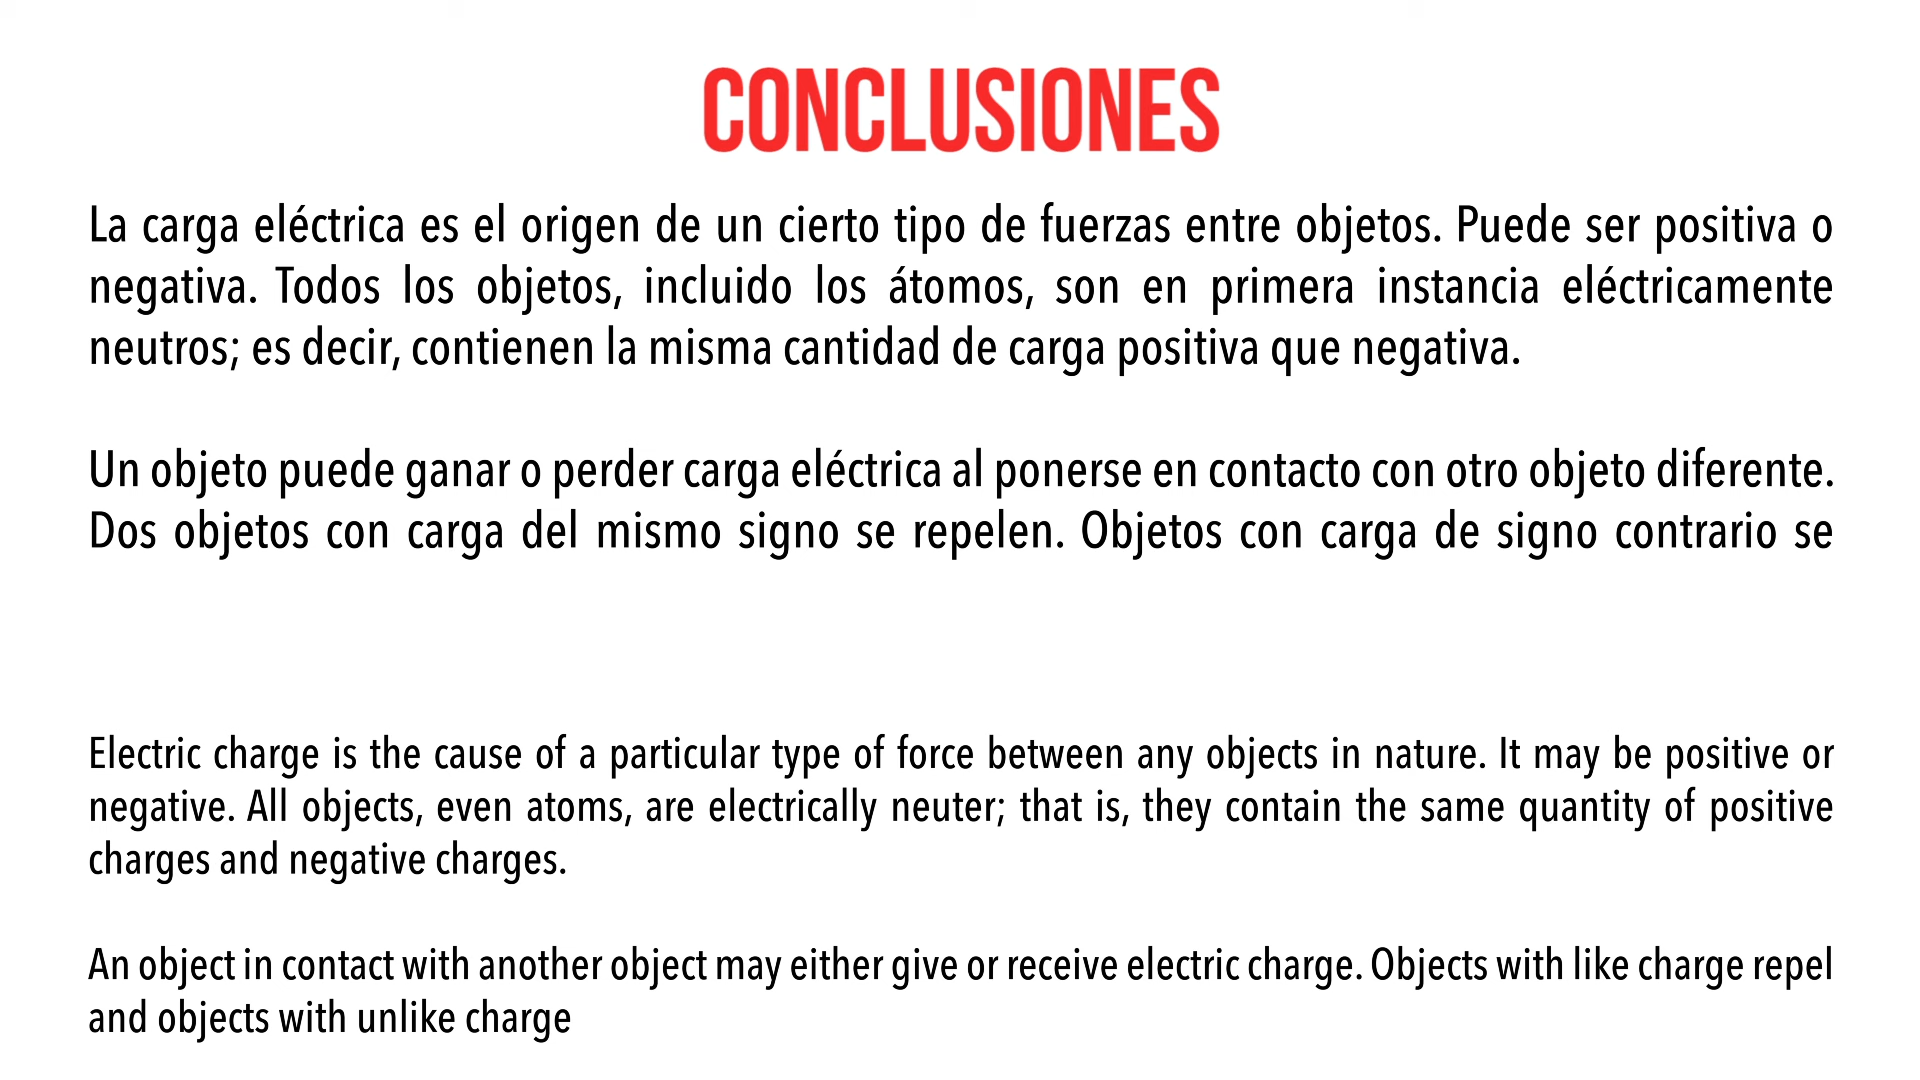 CONCLUSIONES
La carga eléctrica es el origen de un cierto tipo de fuerzas entre objetos. Puede ser positiva o
negativa. Todos los objetos, incluido los átomos, son en primera instancia eléctricamente
neutros; es decir, contienen la misma cantidad de carga positiva que negativa.
Un objeto puede ganar o perder carga eléctrica al ponerse en contacto con otro objeto diferente.
Dos objetos con carga del mismo signo se repelen. Objetos con carga de signo contrario se
Electric charge is the cause of a particular type of force between any objects in nature. It may be positive or
negative. All objects, even atoms, are electrically neuter; that is, they contain the same quantity of positive
charges and negative charges.
An object in contact with another object may either give or receive electric charge. Objects with like charge repel
and objects with unlike charge